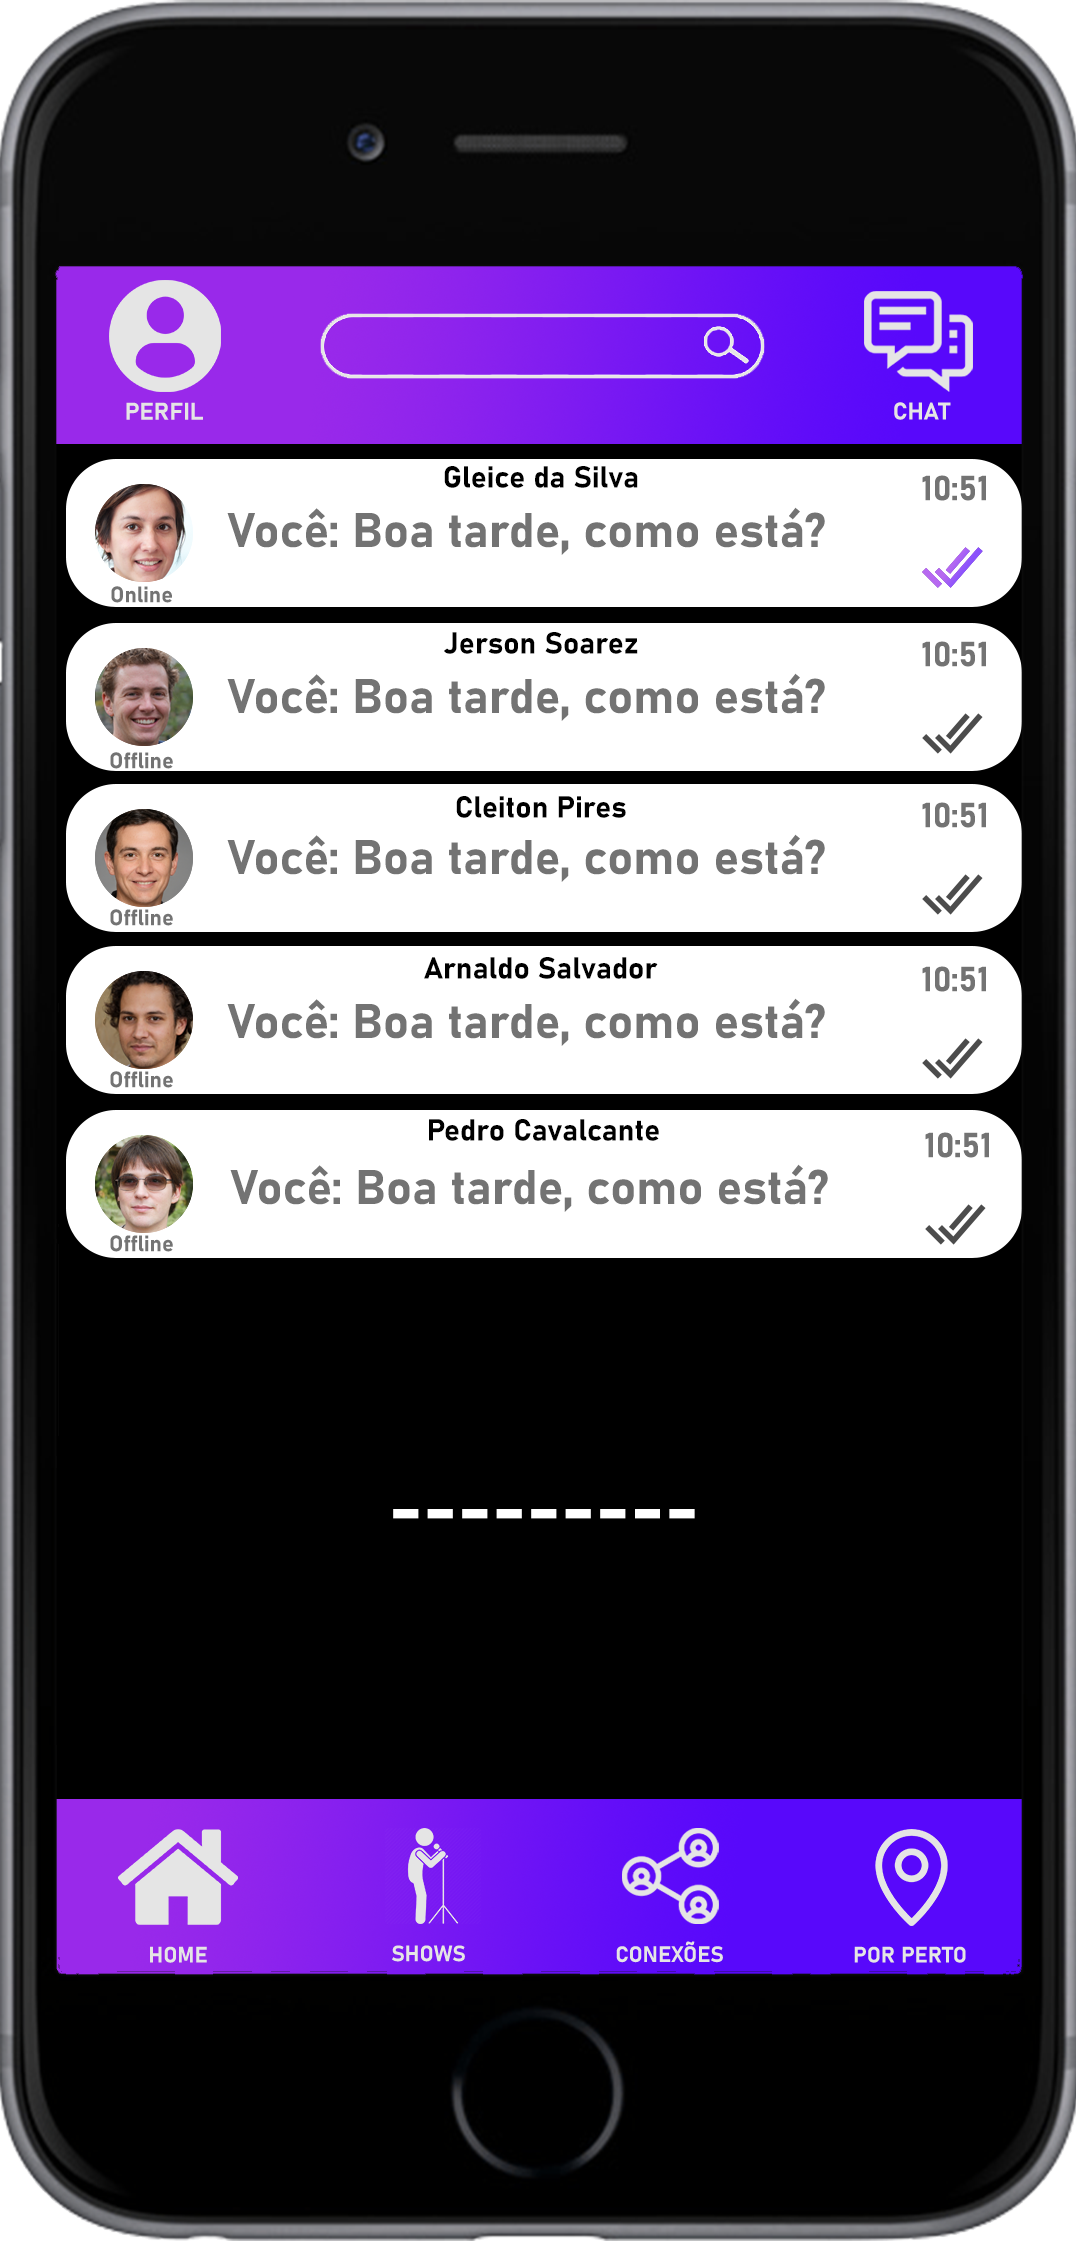 PERFIL
CHAT
Gleice da Silva
10:51
Você: Boa tarde, como está?
Online
Jerson Soarez
10:51
Você: Boa tarde, como está?
Offline
Cleiton Pires
10:51
Você: Boa tarde, como está?
Offline
Arnaldo Salvador
10:51
Você: Boa tarde, como está?
Offline
Pedro Cavalcante
10:51
Você: Boa tarde, como está?
Offline
---------
HOME
SHOWS
CONEXÕES
POR PERTO